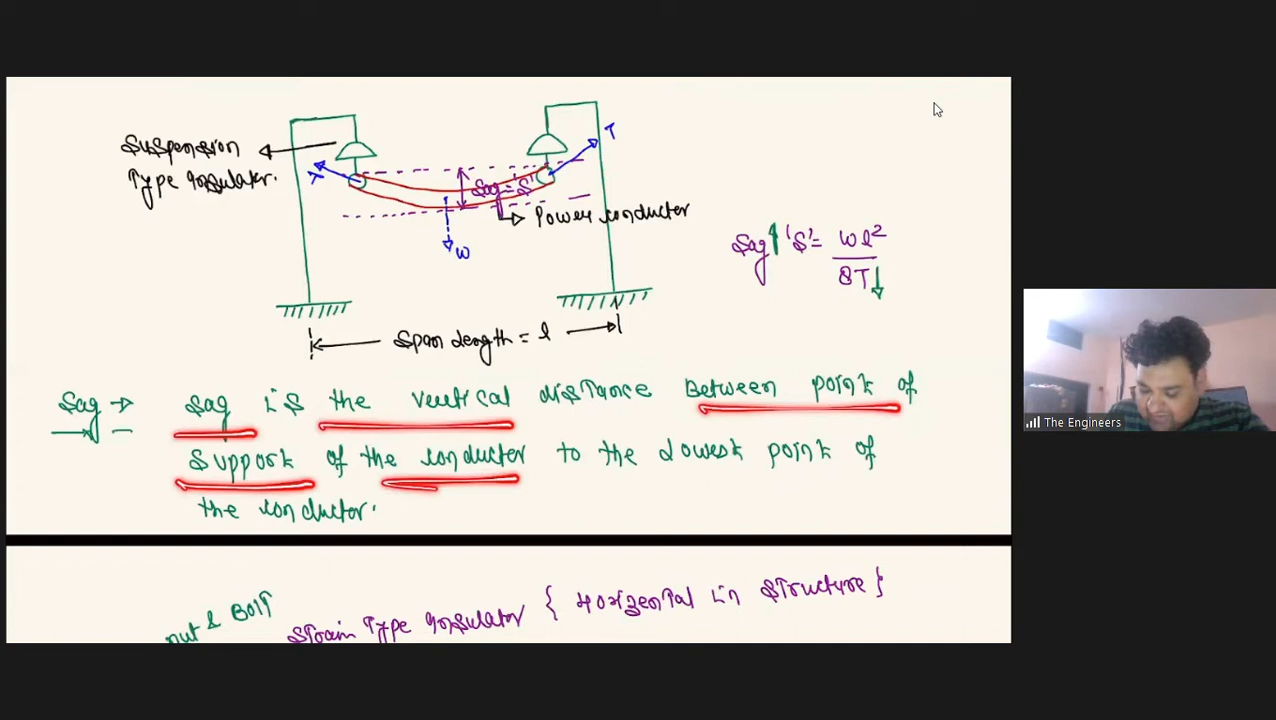 Suspension
Type Insulator.
T
T
Sag = 'S'
Power conductor
W
Sag ↑ 'S' = wl²
8T ↓
Span length = l
Sag → Sag is the vertical distance Between point of
Support of the conductor to the lowest point of
the conductor.
The Engineers
nut & Bolt
Strain Type Insulator { Horizental in structure }